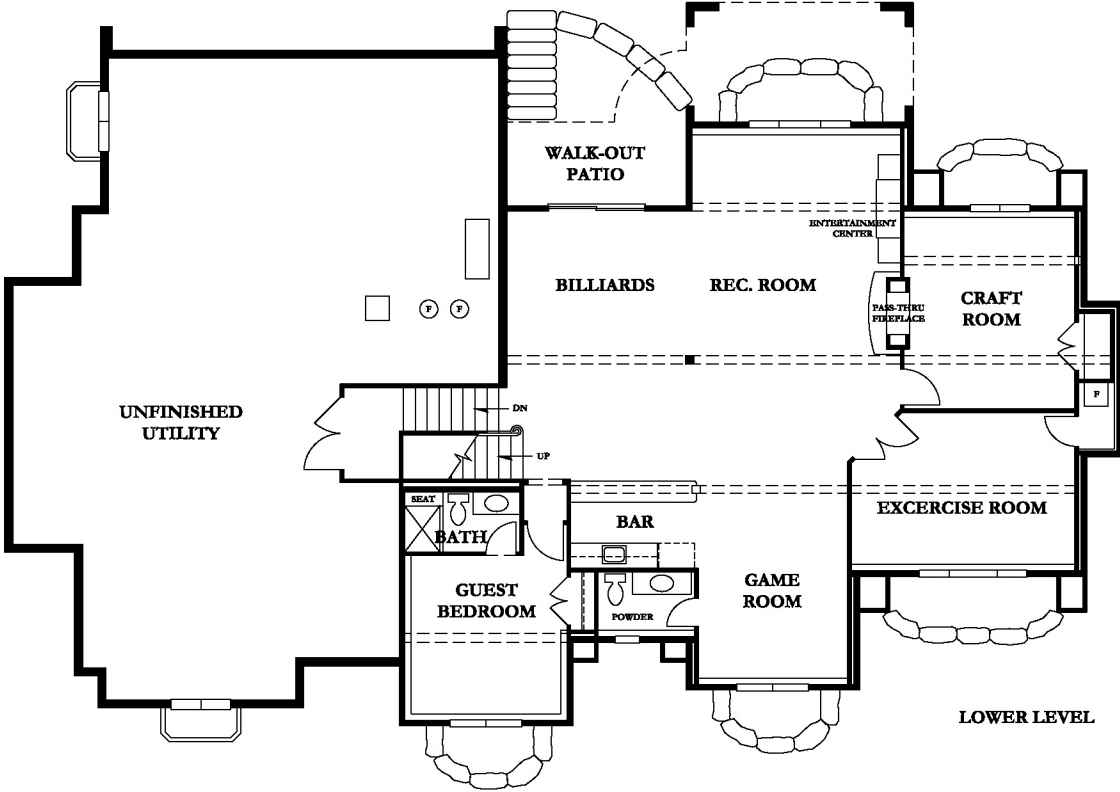 WALK-OUT
PATIO
ENTERTAINMENT
CENTER
BILLIARDS
REC. ROOM
CRAFT
ROOM
PASS-THRU
FIREPLACE
F
F
F
UNFINISHED
UTILITY
DN
UP
SEAT
BATH
BAR
EXCERCISE ROOM
GUEST
BEDROOM
GAME
ROOM
POWDER
LOWER LEVEL